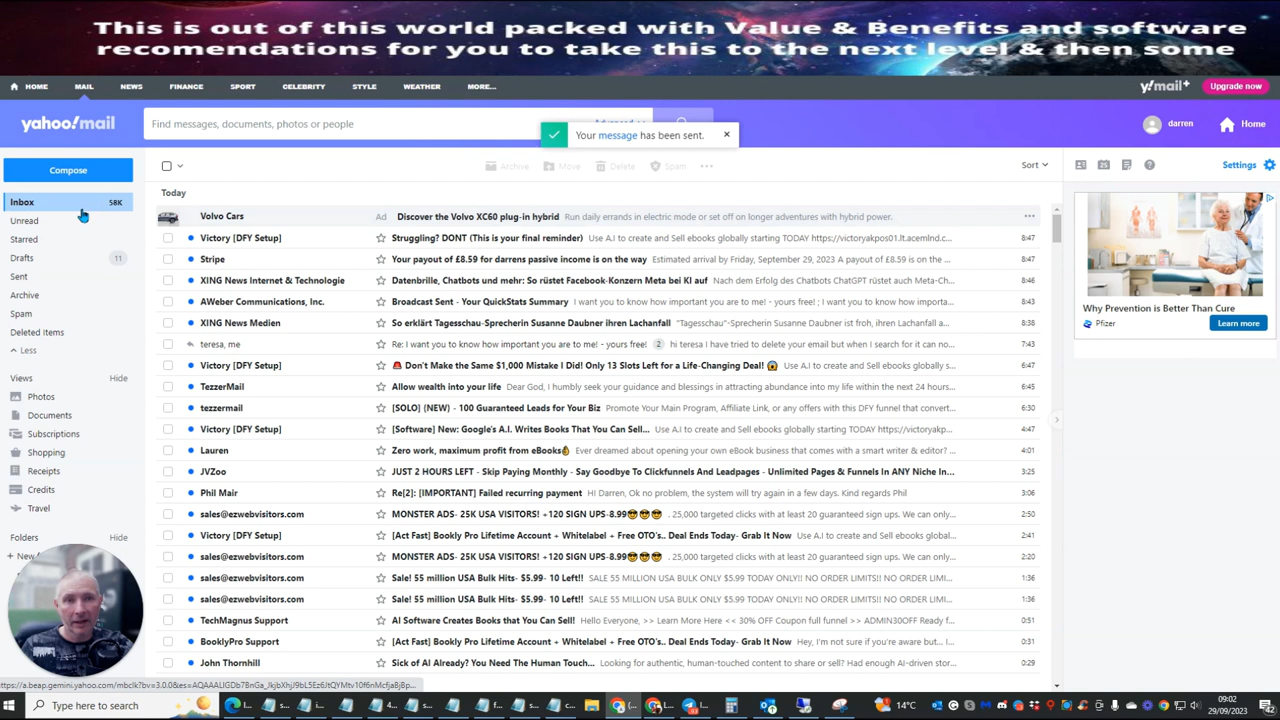 This is out of this world packed with Value & Benefits and software
recomendations for you to take this to the next level & then some
HOME MAIL NEWS FINANCE SPORT CELEBRITY STYLE WEATHER MORE... y!mail+ Upgrade now
yahoo!mail Find messages, documents, photos or people Advanced darren Home
Your message has been sent.
Compose Archive Move Delete Spam Sort Settings
Today
Inbox 58K
Unread
Starred
Drafts 11
Sent
Archive
Spam
Deleted Items
Less
Views Hide
Photos
Documents
Subscriptions
Shopping
Receipts
Credits
Travel
Folders Hide
+ New
Volvo Cars Ad Discover the Volvo XC60 plug-in hybrid Run daily errands in electric mode or set off on longer adventures with hybrid power.
Victory [DFY Setup] Struggling? DONT (This is your final reminder) Use A.I to create and Sell ebooks globally starting TODAY https://victoryakpos01.lt.acemlnd.c... 8:47
Stripe Your payout of £8.59 for darrens passive income is on the way Estimated arrival by Friday, September 29, 2023 A payout of £8.59 is on the... 8:47
XING News Internet & Technologie Datenbrille, Chatbots und mehr: So rüstet Facebook-Konzern Meta bei KI auf Nach dem Erfolg des Chatbots ChatGPT rüstet auch Meta-Ch... 8:46
AWeber Communications, Inc. Broadcast Sent - Your QuickStats Summary I want you to know how important you are to me! - yours free! ; I want you to know how importa... 8:43
XING News Medien So erklärt Tagesschau-Sprecherin Susanne Daubner ihren Lachanfall "Tagesschau"-Sprecherin Susanne Daubner ist froh, ihren Lachanfall... 8:38
teresa, me Re: I want you to know how important you are to me! - yours free! 2 hi teresa I have tried to delete your email but when I search for it can no... 7:43
Victory [DFY Setup] Don't Make the Same $1,000 Mistake I Did! Only 13 Slots Left for a Life-Changing Deal! Use A.I to create and Sell ebooks globally s... 7:38
TezzerMail Allow wealth into your life Dear God, I humbly seek your guidance and blessings in attracting abundance into my life within the next 24 hours... 6:45
tezzermail [SOLO] (NEW) - 100 Guaranteed Leads for Your Biz Promote Your Main Program, Affiliate Link, or any offers with this DFY funnel that convert... 6:30
Victory [DFY Setup] [Software] New: Google's A.I. Writes Books That You Can Sell... Use A.I to create and Sell ebooks globally starting TODAY https://victoryakp... 4:47
Lauren Zero work, maximum profit from eBooks Ever dreamed about opening your own eBook business that comes with a smart writer & editor? ... 4:01
JVZoo JUST 2 HOURS LEFT - Skip Paying Monthly - Say Goodbye To Clickfunnels And Leadpages - Unlimited Pages & Funnels In ANY Niche In... 3:25
Phil Mair Re[2]: [IMPORTANT] Failed recurring payment HI Darren, Ok no problem, the system will try again in a few days. Kind regards Phil 3:06
sales@ezwebvisitors.com MONSTER ADS- 25K USA VISITORS! +120 SIGN UPS-8.99 . 25,000 targeted clicks with at least 20 guaranteed sign ups. We can only... 2:50
Victory [DFY Setup] [Act Fast] Bookly Pro Lifetime Account + Whitelabel + Free OTO's.. Deal Ends Today- Grab It Now Use A.I to create and Sell ebooks global... 2:41
sales@ezwebvisitors.com MONSTER ADS- 25K USA VISITORS! +120 SIGN UPS-8.99 . 25,000 targeted clicks with at least 20 guaranteed sign ups. We can only... 2:20
sales@ezwebvisitors.com Sale! 55 million USA Bulk Hits- $5.99- 10 Left!! SALE 55 MILLION USA BULK ONLY $5.99 TODAY ONLY!! NO ORDER LIMITS!! NO ORDER LIMI... 1:36
sales@ezwebvisitors.com Sale! 55 million USA Bulk Hits- $5.99- 10 Left!! SALE 55 MILLION USA BULK ONLY $5.99 TODAY ONLY!! NO ORDER LIMITS!! NO ORDER LIMI... 1:36
TechMagnus Support AI Software Creates Books that You Can Sell! Hello Everyone, >> Learn More Here << 30% OFF Coupon full funnel >> ADMIN30OFF Ready f... 1:31
BooklyPro Support [Act Fast] Bookly Pro Lifetime Account + Whitelabel + Free OTO's.. Deal Ends Today- Grab It Now Hey, I'm not sure if you're aware but... 0:31
John Thornhill Sick of AI Already? You Need The Human Touch... Looking for authentic, human-touched content to share or sell? Had enough AI-driven stor... 0:29
Why Prevention is Better Than Cure
Pfizer Learn more
Type here to search 14°C 09:02
29/09/2023